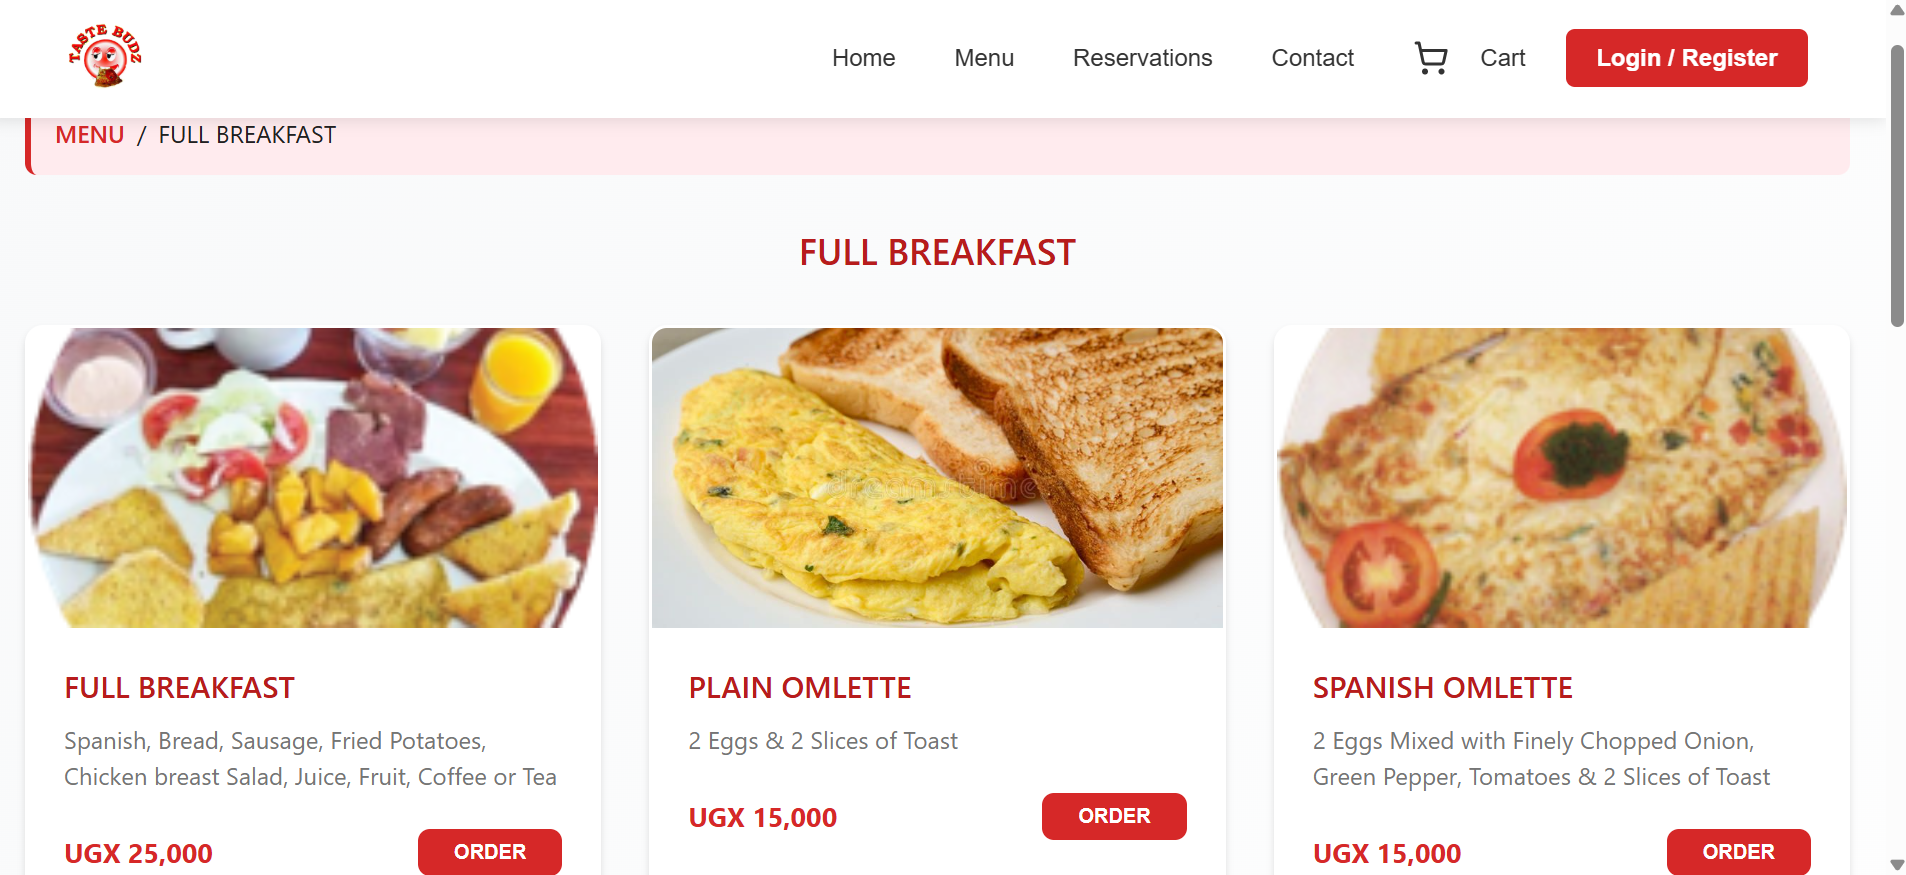 TASTE BUDZ
Home
Menu
Reservations
Contact
Cart
Login / Register
MENU / FULL BREAKFAST
FULL BREAKFAST
dreamstime
FULL BREAKFAST
Spanish, Bread, Sausage, Fried Potatoes,
Chicken breast Salad, Juice, Fruit, Coffee or Tea
UGX 25,000
ORDER
PLAIN OMLETTE
2 Eggs & 2 Slices of Toast
UGX 15,000
ORDER
SPANISH OMLETTE
2 Eggs Mixed with Finely Chopped Onion,
Green Pepper, Tomatoes & 2 Slices of Toast
UGX 15,000
ORDER